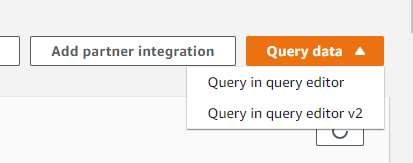 Add partner integration
Query data
Query in query editor
Query in query editor v2